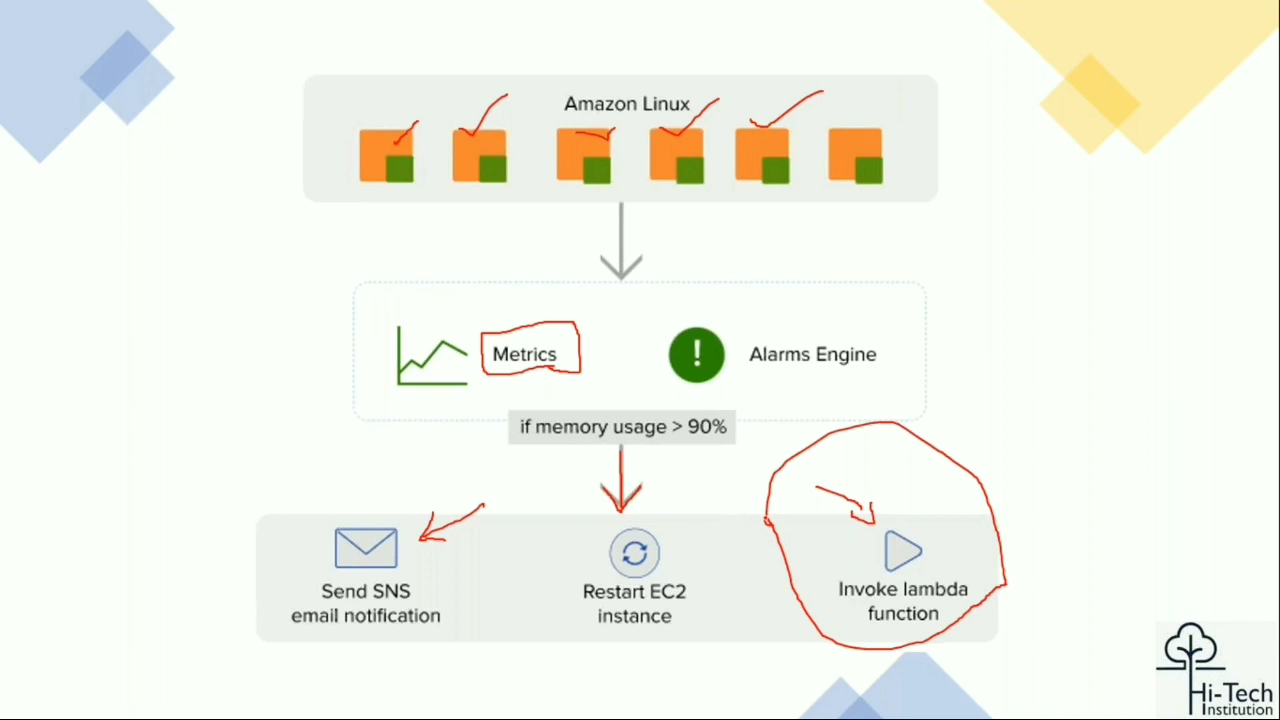 Amazon Linux
Metrics
!
Alarms Engine
if memory usage > 90%
Send SNS
email notification
Restart EC2
instance
Invoke lambda
function
Hi-Tech
Institution